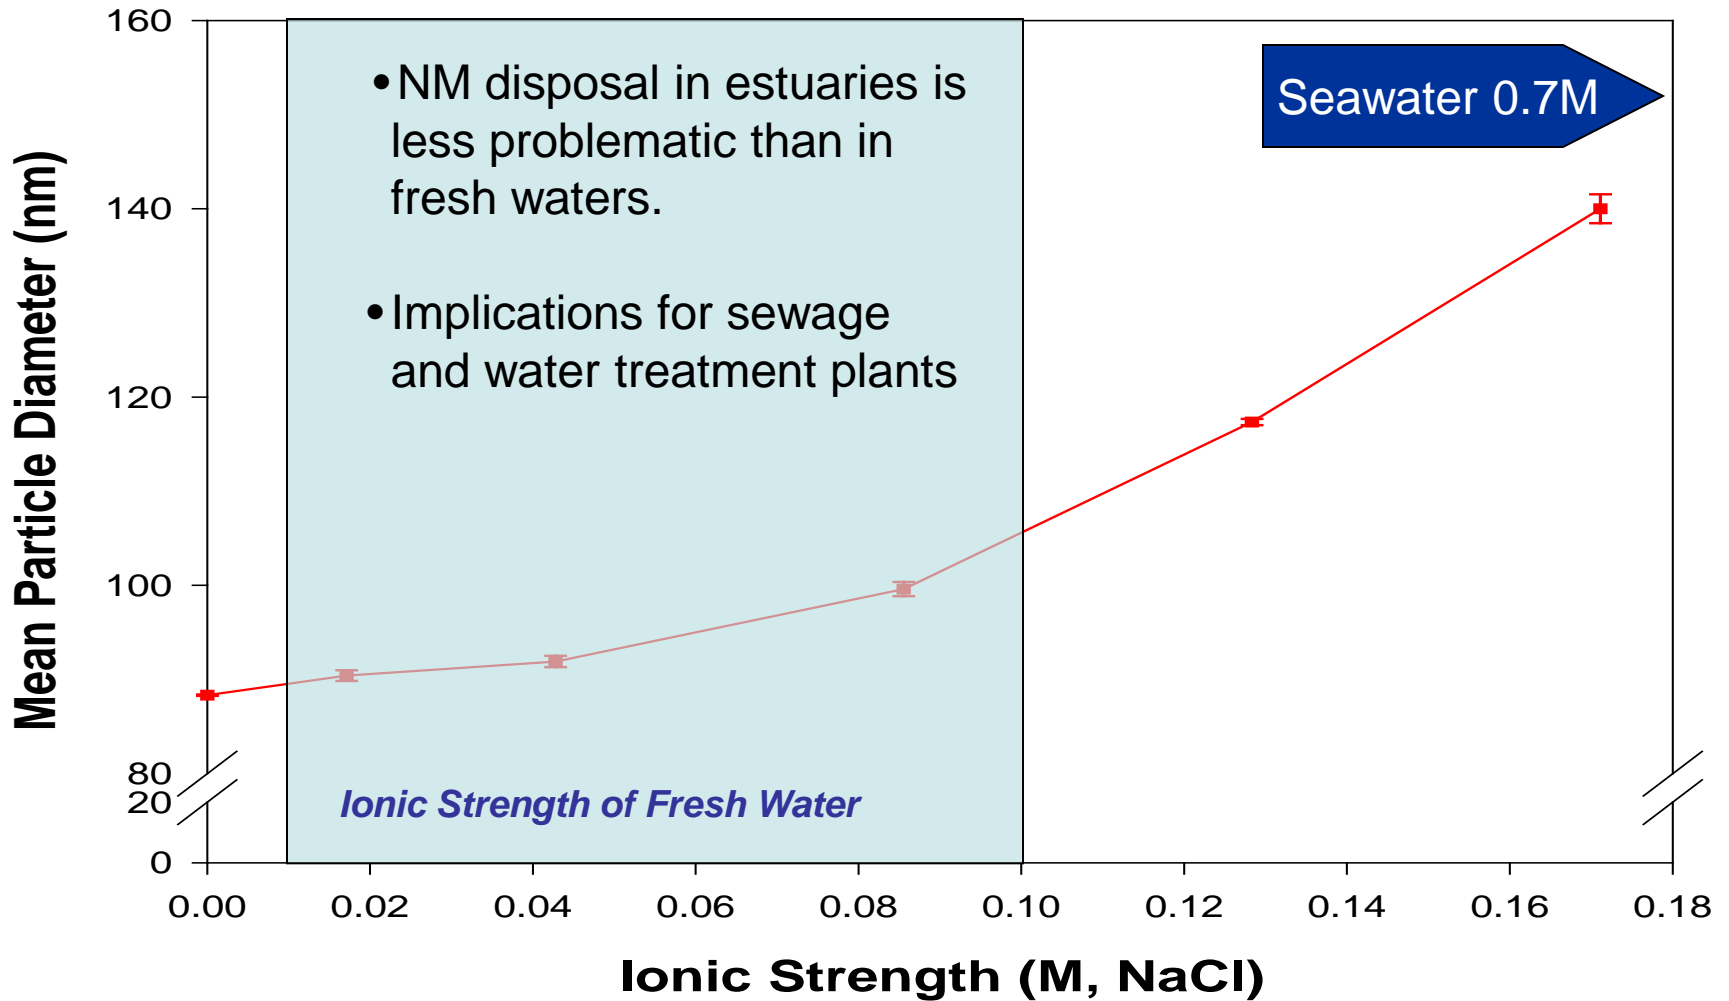 160
140
120
100
80
20
0
Mean Particle Diameter (nm)
•NM disposal in estuaries is
less problematic than in
fresh waters.
•Implications for sewage
and water treatment plants
Seawater 0.7M
Ionic Strength of Fresh Water
0.00 0.02 0.04 0.06 0.08 0.10 0.12 0.14 0.16 0.18
Ionic Strength (M, NaCl)